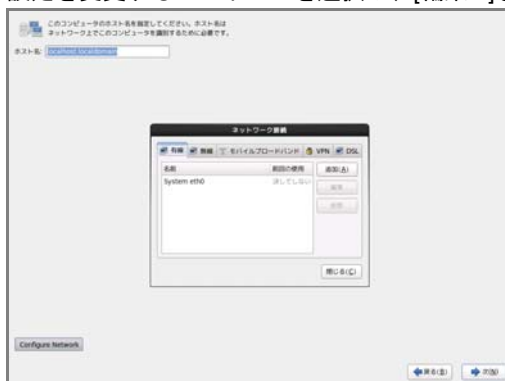 このコンピュータのホスト名を指定してください。ホスト名は
ネットワーク上でこのコンピュータを識別するために必要です。
ホスト名: localhost.localdomain
ネットワーク接続
有線 無線 モバイルブロードバンド VPN DSL
名前 前回の使用 追加(A)
System eth0 決してしない 編集
削除
閉じる(C)
Configure Network
戻る(B) 次(N)